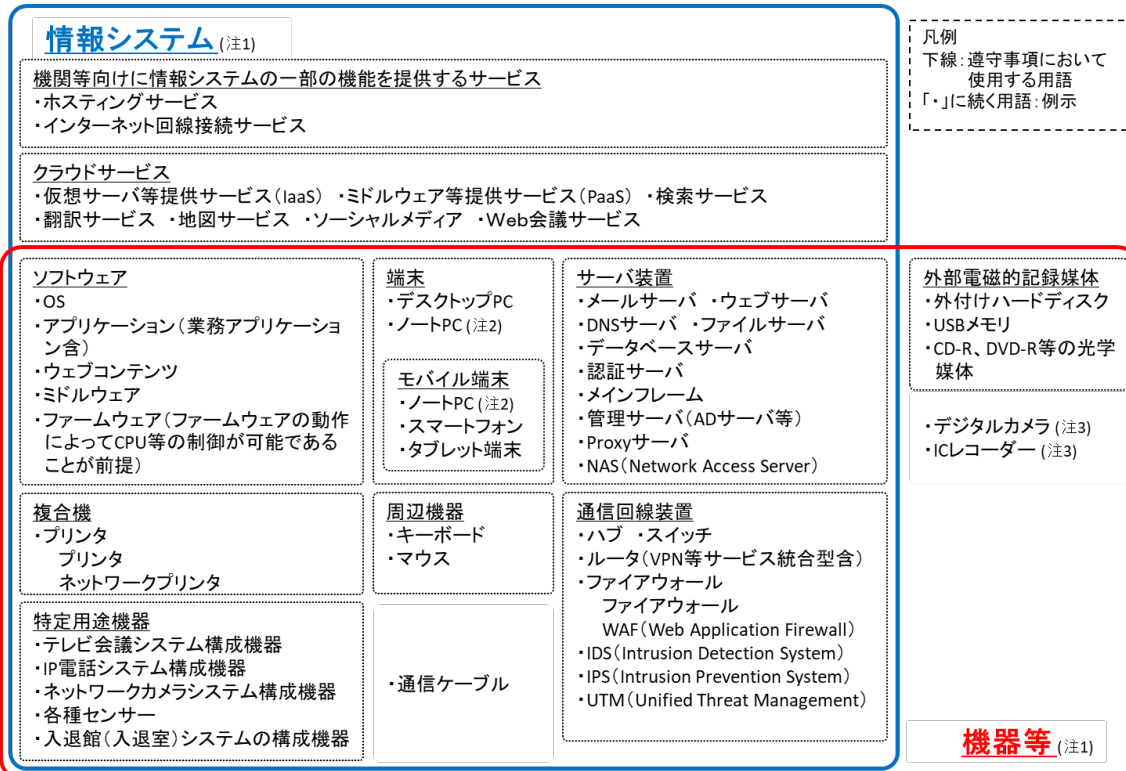 情報システム(注1)
機関等向けに情報システムの一部の機能を提供するサービス
・ホスティングサービス
・インターネット回線接続サービス
クラウドサービス
・仮想サーバ等提供サービス(IaaS) ・ミドルウェア等提供サービス(PaaS) ・検索サービス
・翻訳サービス ・地図サービス ・ソーシャルメディア ・Web会議サービス
凡例
下線:遵守事項において
使用する用語
「・」に続く用語:例示
ソフトウェア
・OS
・アプリケーション(業務アプリケーショ
ン含)
・ウェブコンテンツ
・ミドルウェア
・ファームウェア(ファームウェアの動作
によってCPU等の制御が可能である
ことが前提)
端末
・デスクトップPC
・ノートPC (注2)
モバイル端末
・ノートPC (注2)
・スマートフォン
・タブレット端末
サーバ装置
・メールサーバ ・ウェブサーバ
・DNSサーバ ・ファイルサーバ
・データベースサーバ
・認証サーバ
・メインフレーム
・管理サーバ(ADサーバ等)
・Proxyサーバ
・NAS(Network Access Server)
外部電磁的記録媒体
・外付けハードディスク
・USBメモリ
・CD-R、DVD-R等の光学
媒体
・デジタルカメラ (注3)
・ICレコーダー (注3)
複合機
・プリンタ
プリンタ
ネットワークプリンタ
周辺機器
・キーボード
・マウス
通信回線装置
・ハブ ・スイッチ
・ルータ(VPN等サービス統合型含)
・ファイアウォール
ファイアウォール
WAF(Web Application Firewall)
・IDS(Intrusion Detection System)
・IPS(Intrusion Prevention System)
・UTM(Unified Threat Management)
特定用途機器
・テレビ会議システム構成機器
・IP電話システム構成機器
・ネットワークカメラシステム構成機器
・各種センサー
・入退館(入退室)システムの構成機器
・通信ケーブル
機器等(注1)